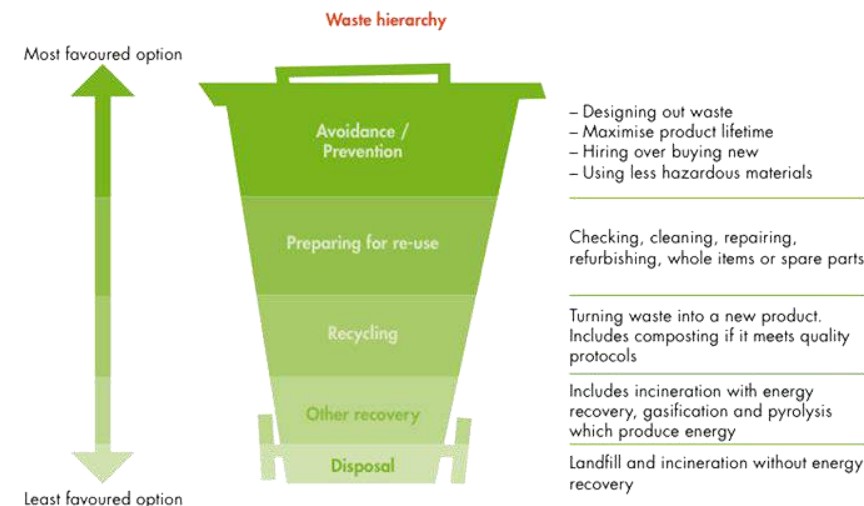 Waste hierarchy
Most favoured option
Avoidance /
Prevention
– Designing out waste
– Maximise product lifetime
– Hiring over buying new
– Using less hazardous materials
Preparing for re-use
Checking, cleaning, repairing,
refurbishing, whole items or spare parts
Recycling
Turning waste into a new product.
Includes composting if it meets quality
protocols
Other recovery
Includes incineration with energy
recovery, gasification and pyrolysis
which produce energy
Disposal
Landfill and incineration without energy
recovery
Least favoured option